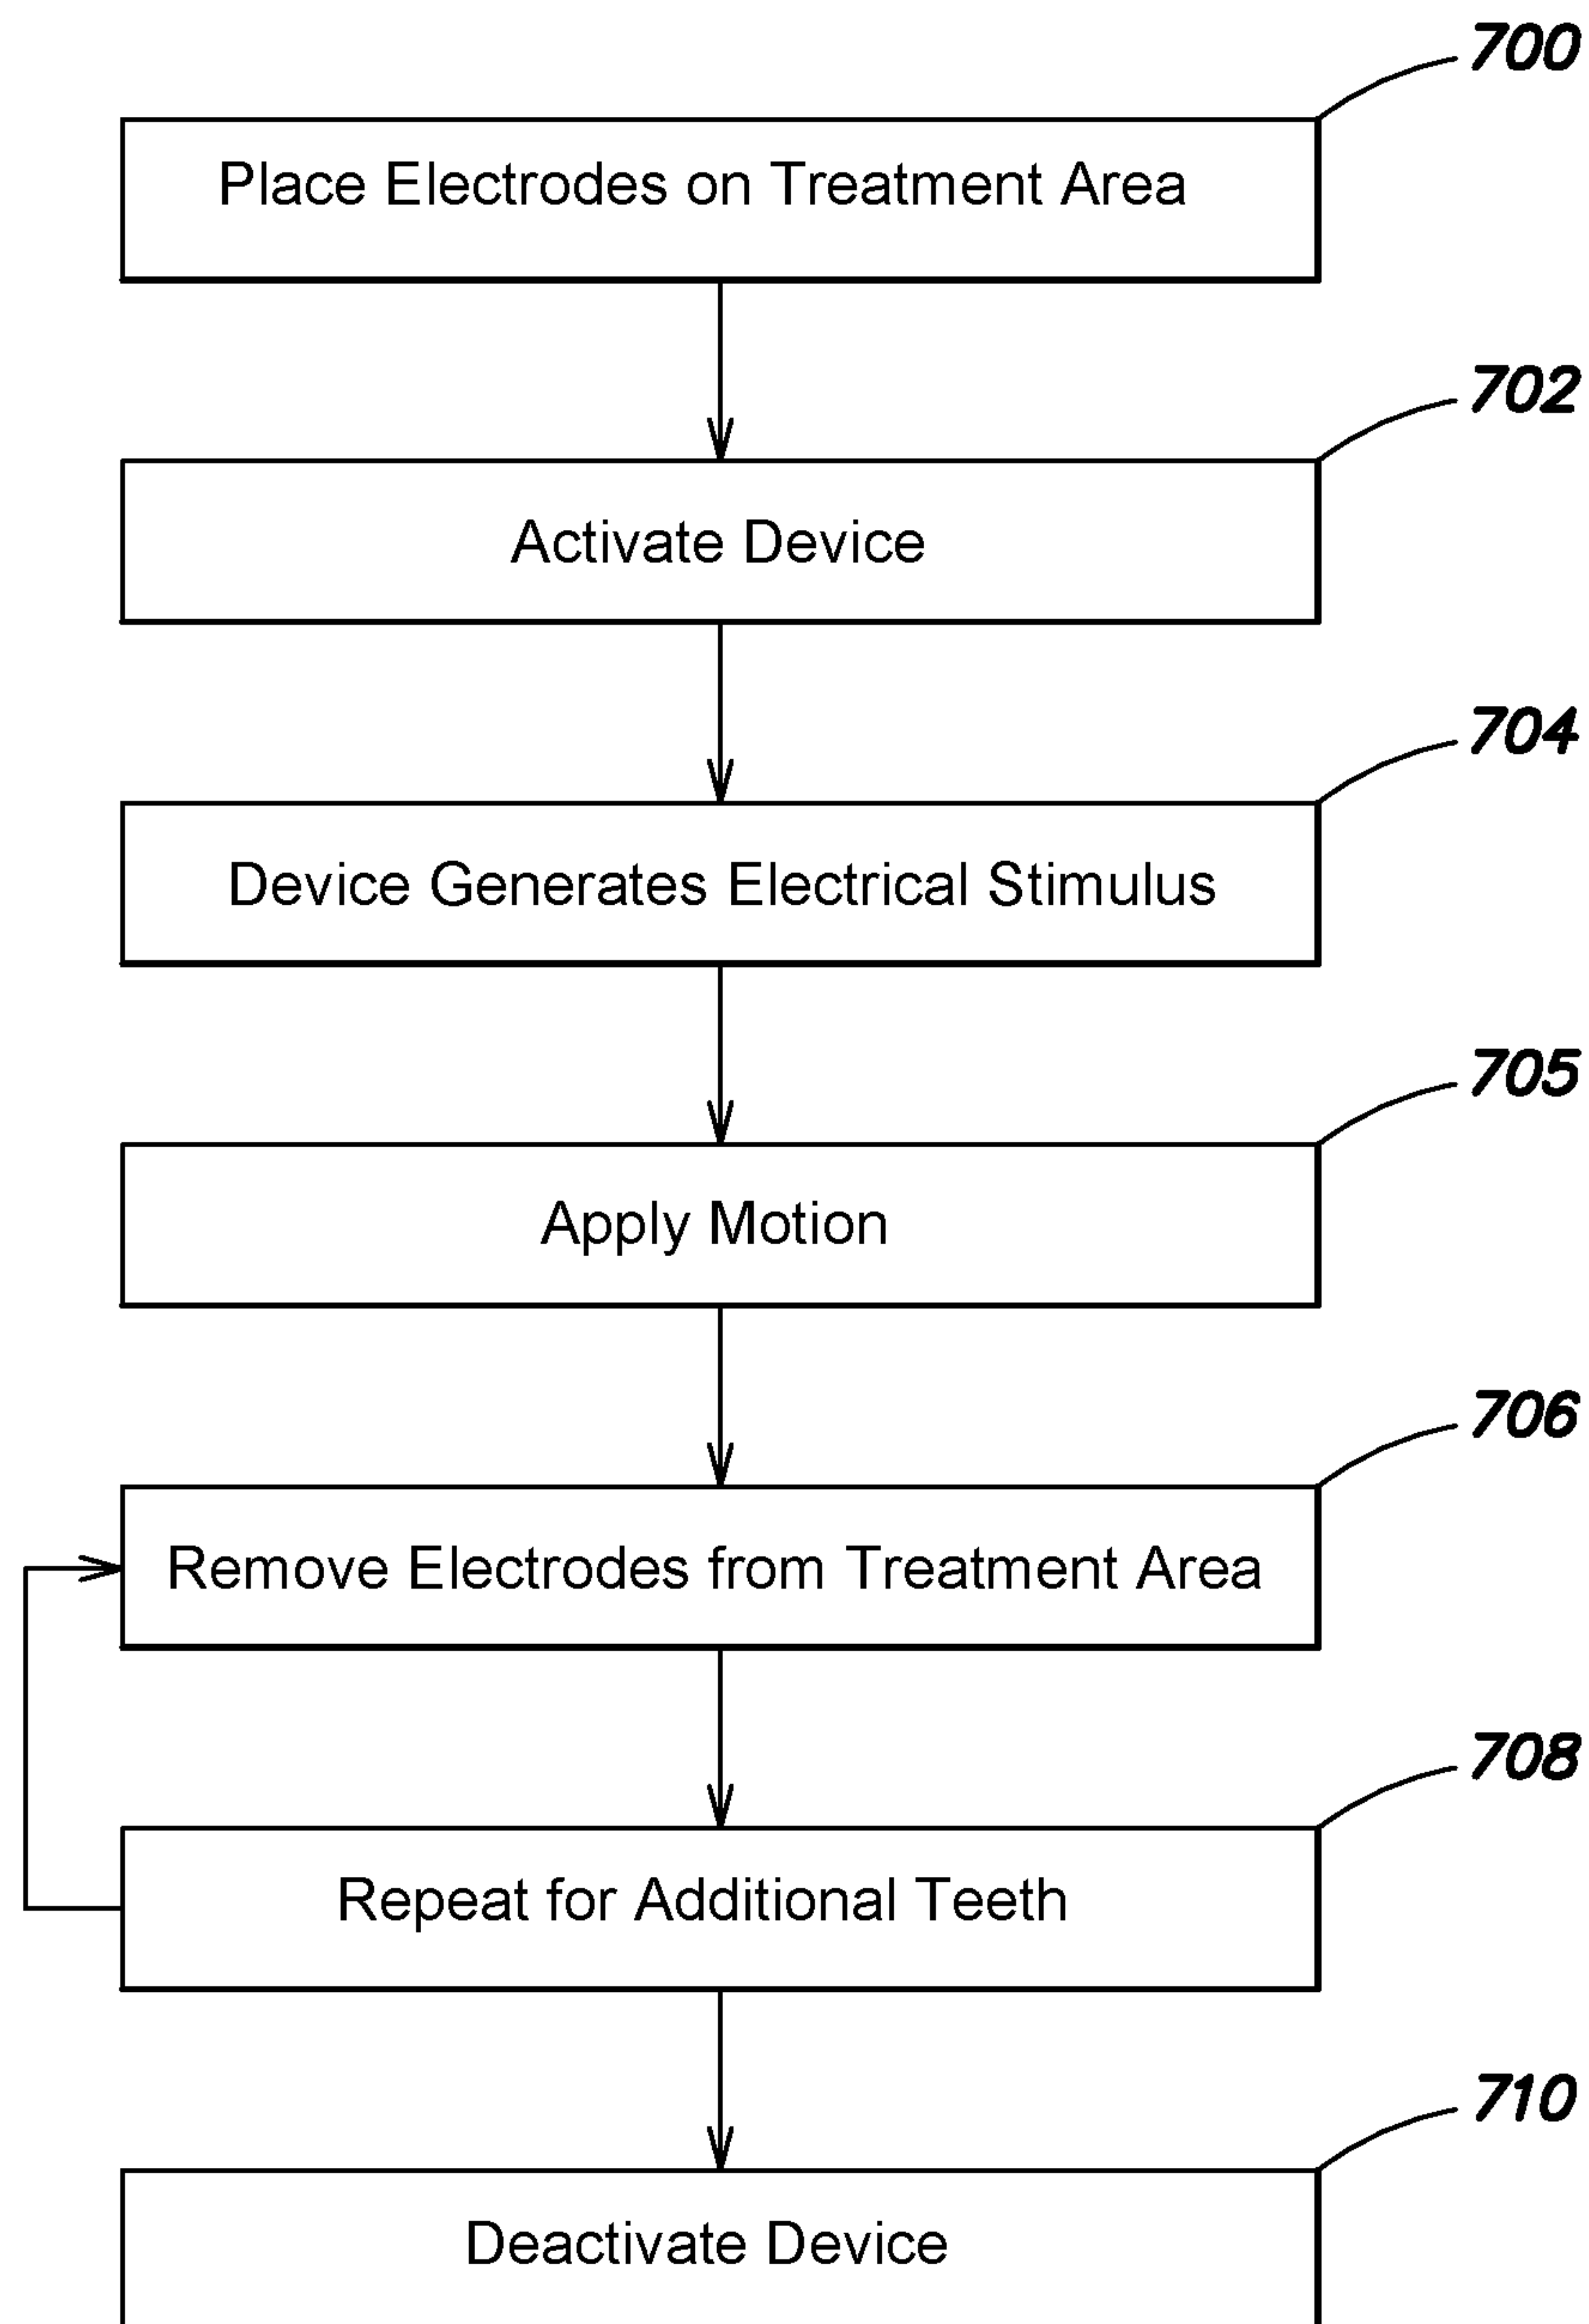 700
Place Electrodes on Treatment Area
702
Activate Device
704
Device Generates Electrical Stimulus
705
Apply Motion
706
Remove Electrodes from Treatment Area
708
Repeat for Additional Teeth
710
Deactivate Device